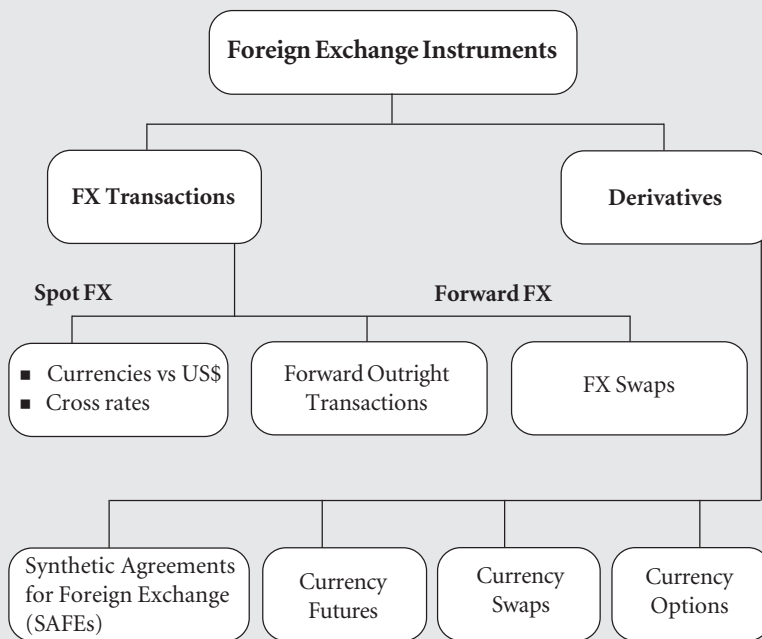 Foreign Exchange Instruments
FX Transactions
Derivatives
Spot FX
Forward FX
■ Currencies vs US$
■ Cross rates
Forward Outright
Transactions
FX Swaps
Synthetic Agreements
for Foreign Exchange
(SAFEs)
Currency
Futures
Currency
Swaps
Currency
Options